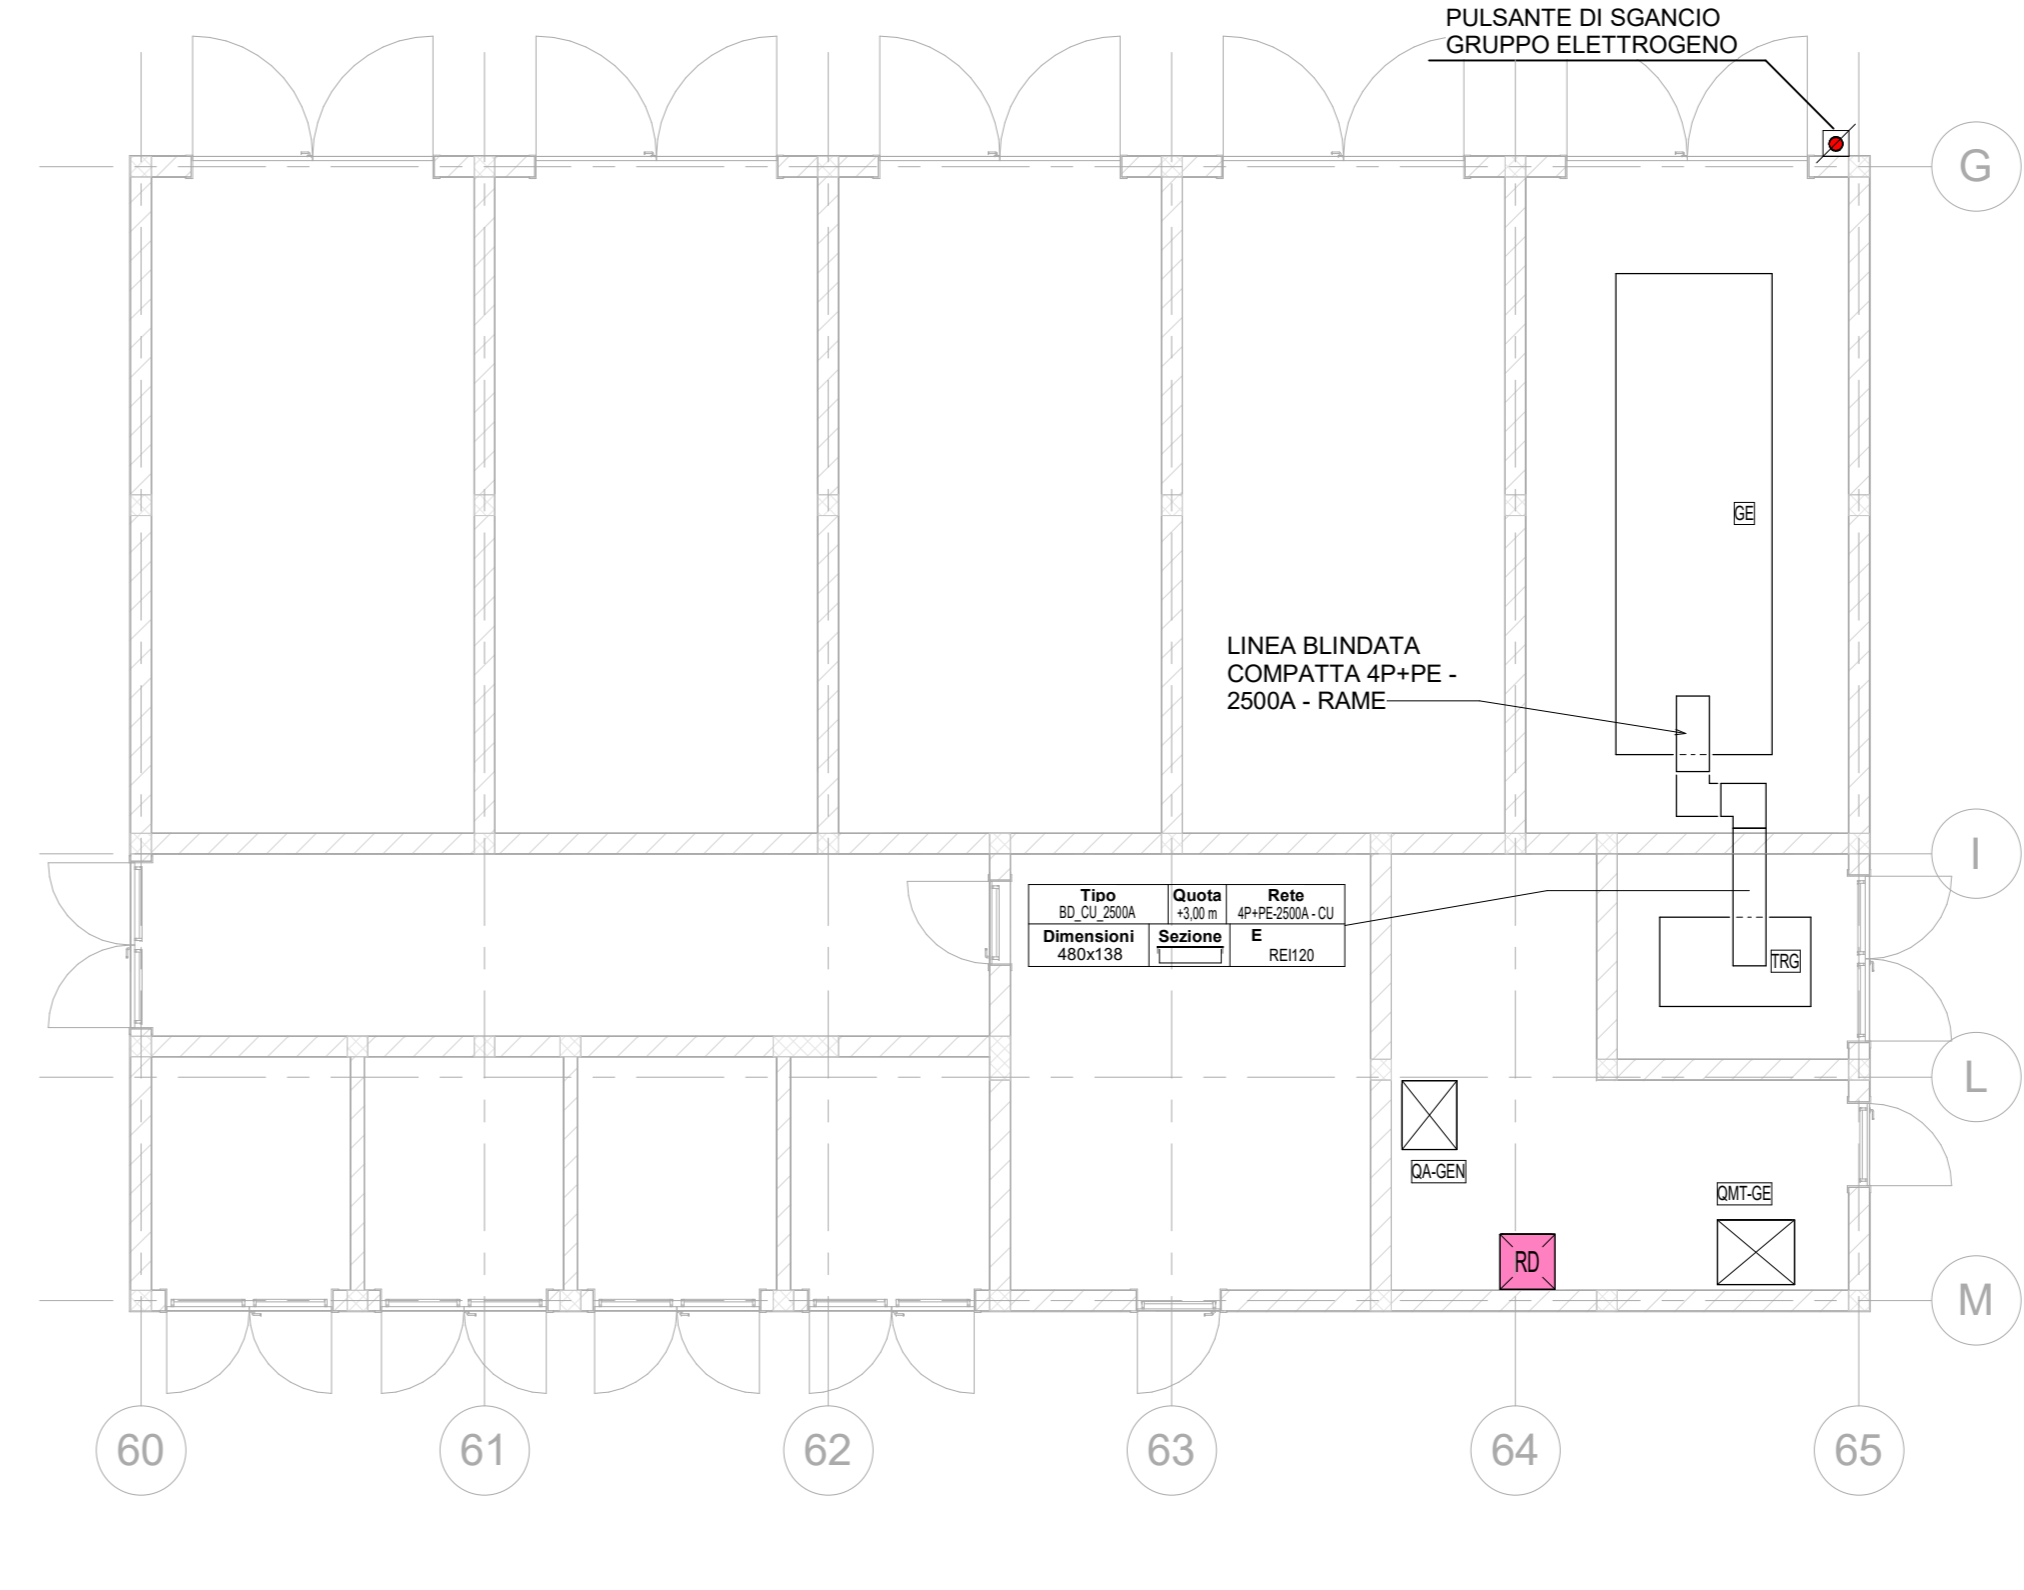 PULSANTE DI SGANCIO
GRUPPO ELETTROGENO
G
GE
LINEA BLINDATA
COMPATTA 4P+PE -
2500A - RAME
I
Tipo Quota Rete
BD_CU_2500A +3,00 m 4P+PE-2500A - CU
Dimensioni Sezione E
480x138 REI120
TRG
L
QA-GEN
QMT-GE
RD
M
60 61 62 63 64 65